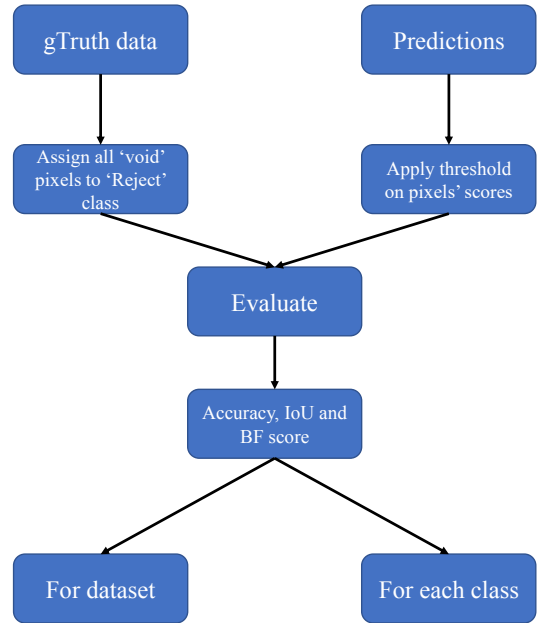 gTruth data
Predictions
Assign all ‘void’
pixels to ‘Reject’
class
Apply threshold
on pixels’ scores
Evaluate
Accuracy, IoU and
BF score
For dataset
For each class